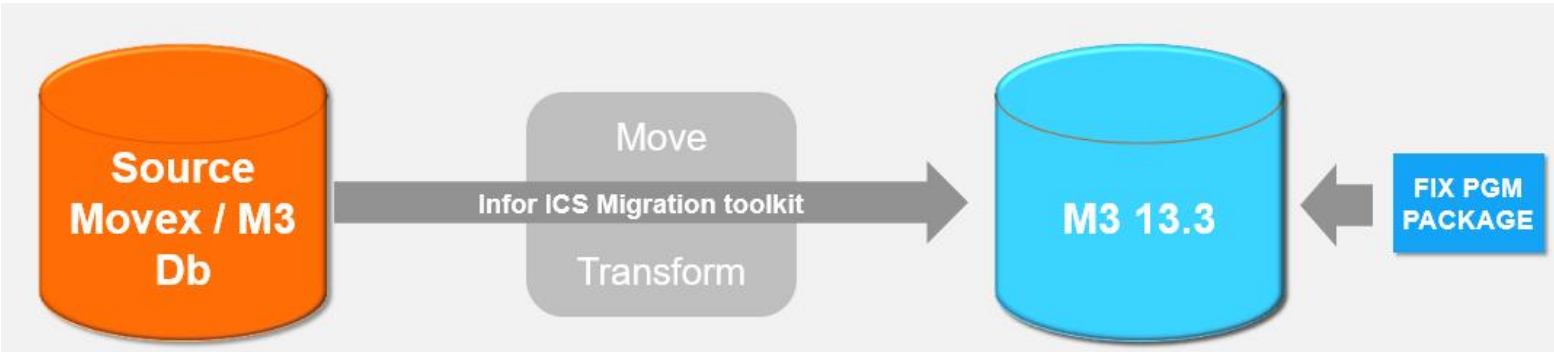 Source
Movex / M3
Db
Move
Infor ICS Migration toolkit
Transform
M3 13.3
FIX PGM
PACKAGE